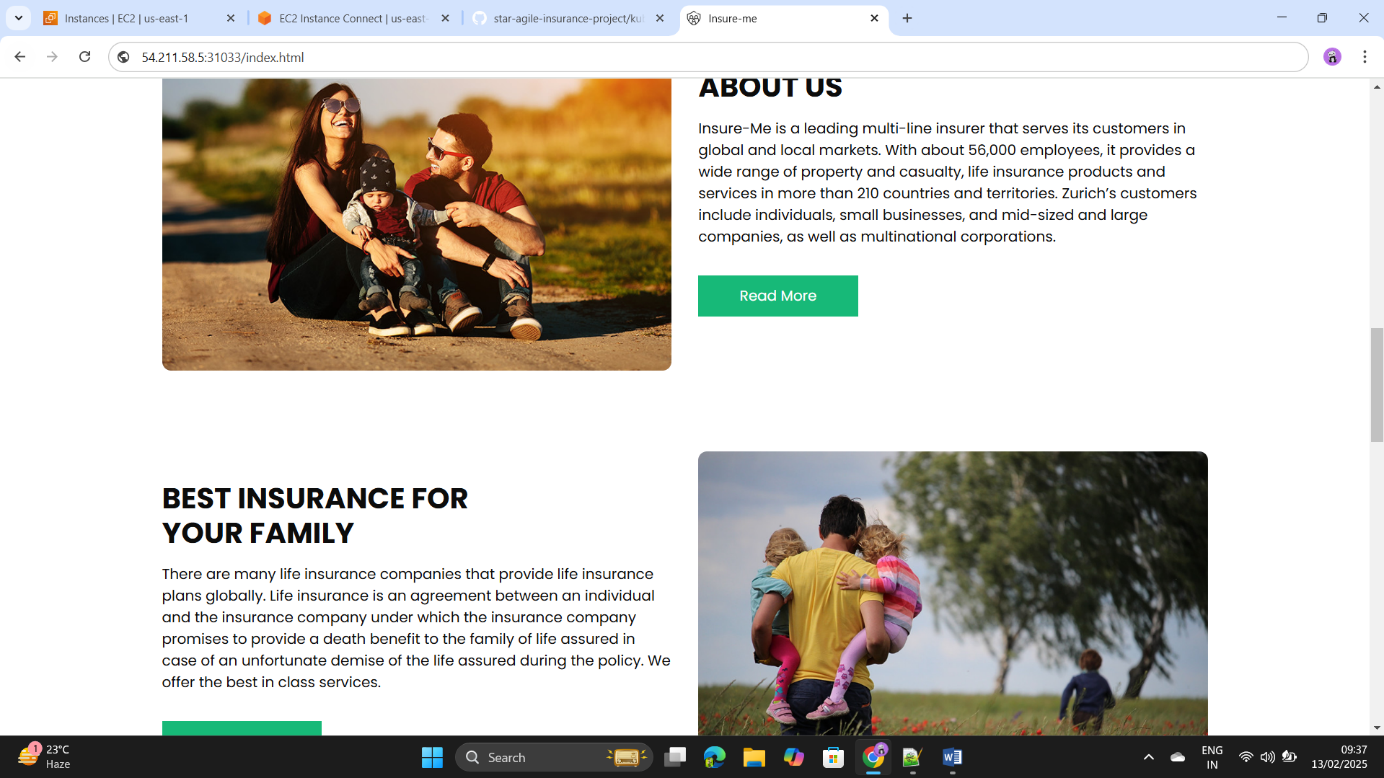 Instances | EC2 | us-east-1
EC2 Instance Connect | us-east-
star-agile-insurance-project/ku
Insure-me
54.211.58.5:31033/index.html
ABOUT US
Insure-Me is a leading multi-line insurer that serves its customers in
global and local markets. With about 56,000 employees, it provides a
wide range of property and casualty, life insurance products and
services in more than 210 countries and territories. Zurich’s customers
include individuals, small businesses, and mid-sized and large
companies, as well as multinational corporations.
Read More
BEST INSURANCE FOR
YOUR FAMILY
There are many life insurance companies that provide life insurance
plans globally. Life insurance is an agreement between an individual
and the insurance company under which the insurance company
promises to provide a death benefit to the family of life assured in
case of an unfortunate demise of the life assured during the policy. We
offer the best in class services.
1
23°C
Haze
Search
ENG
IN
09:37
13/02/2025